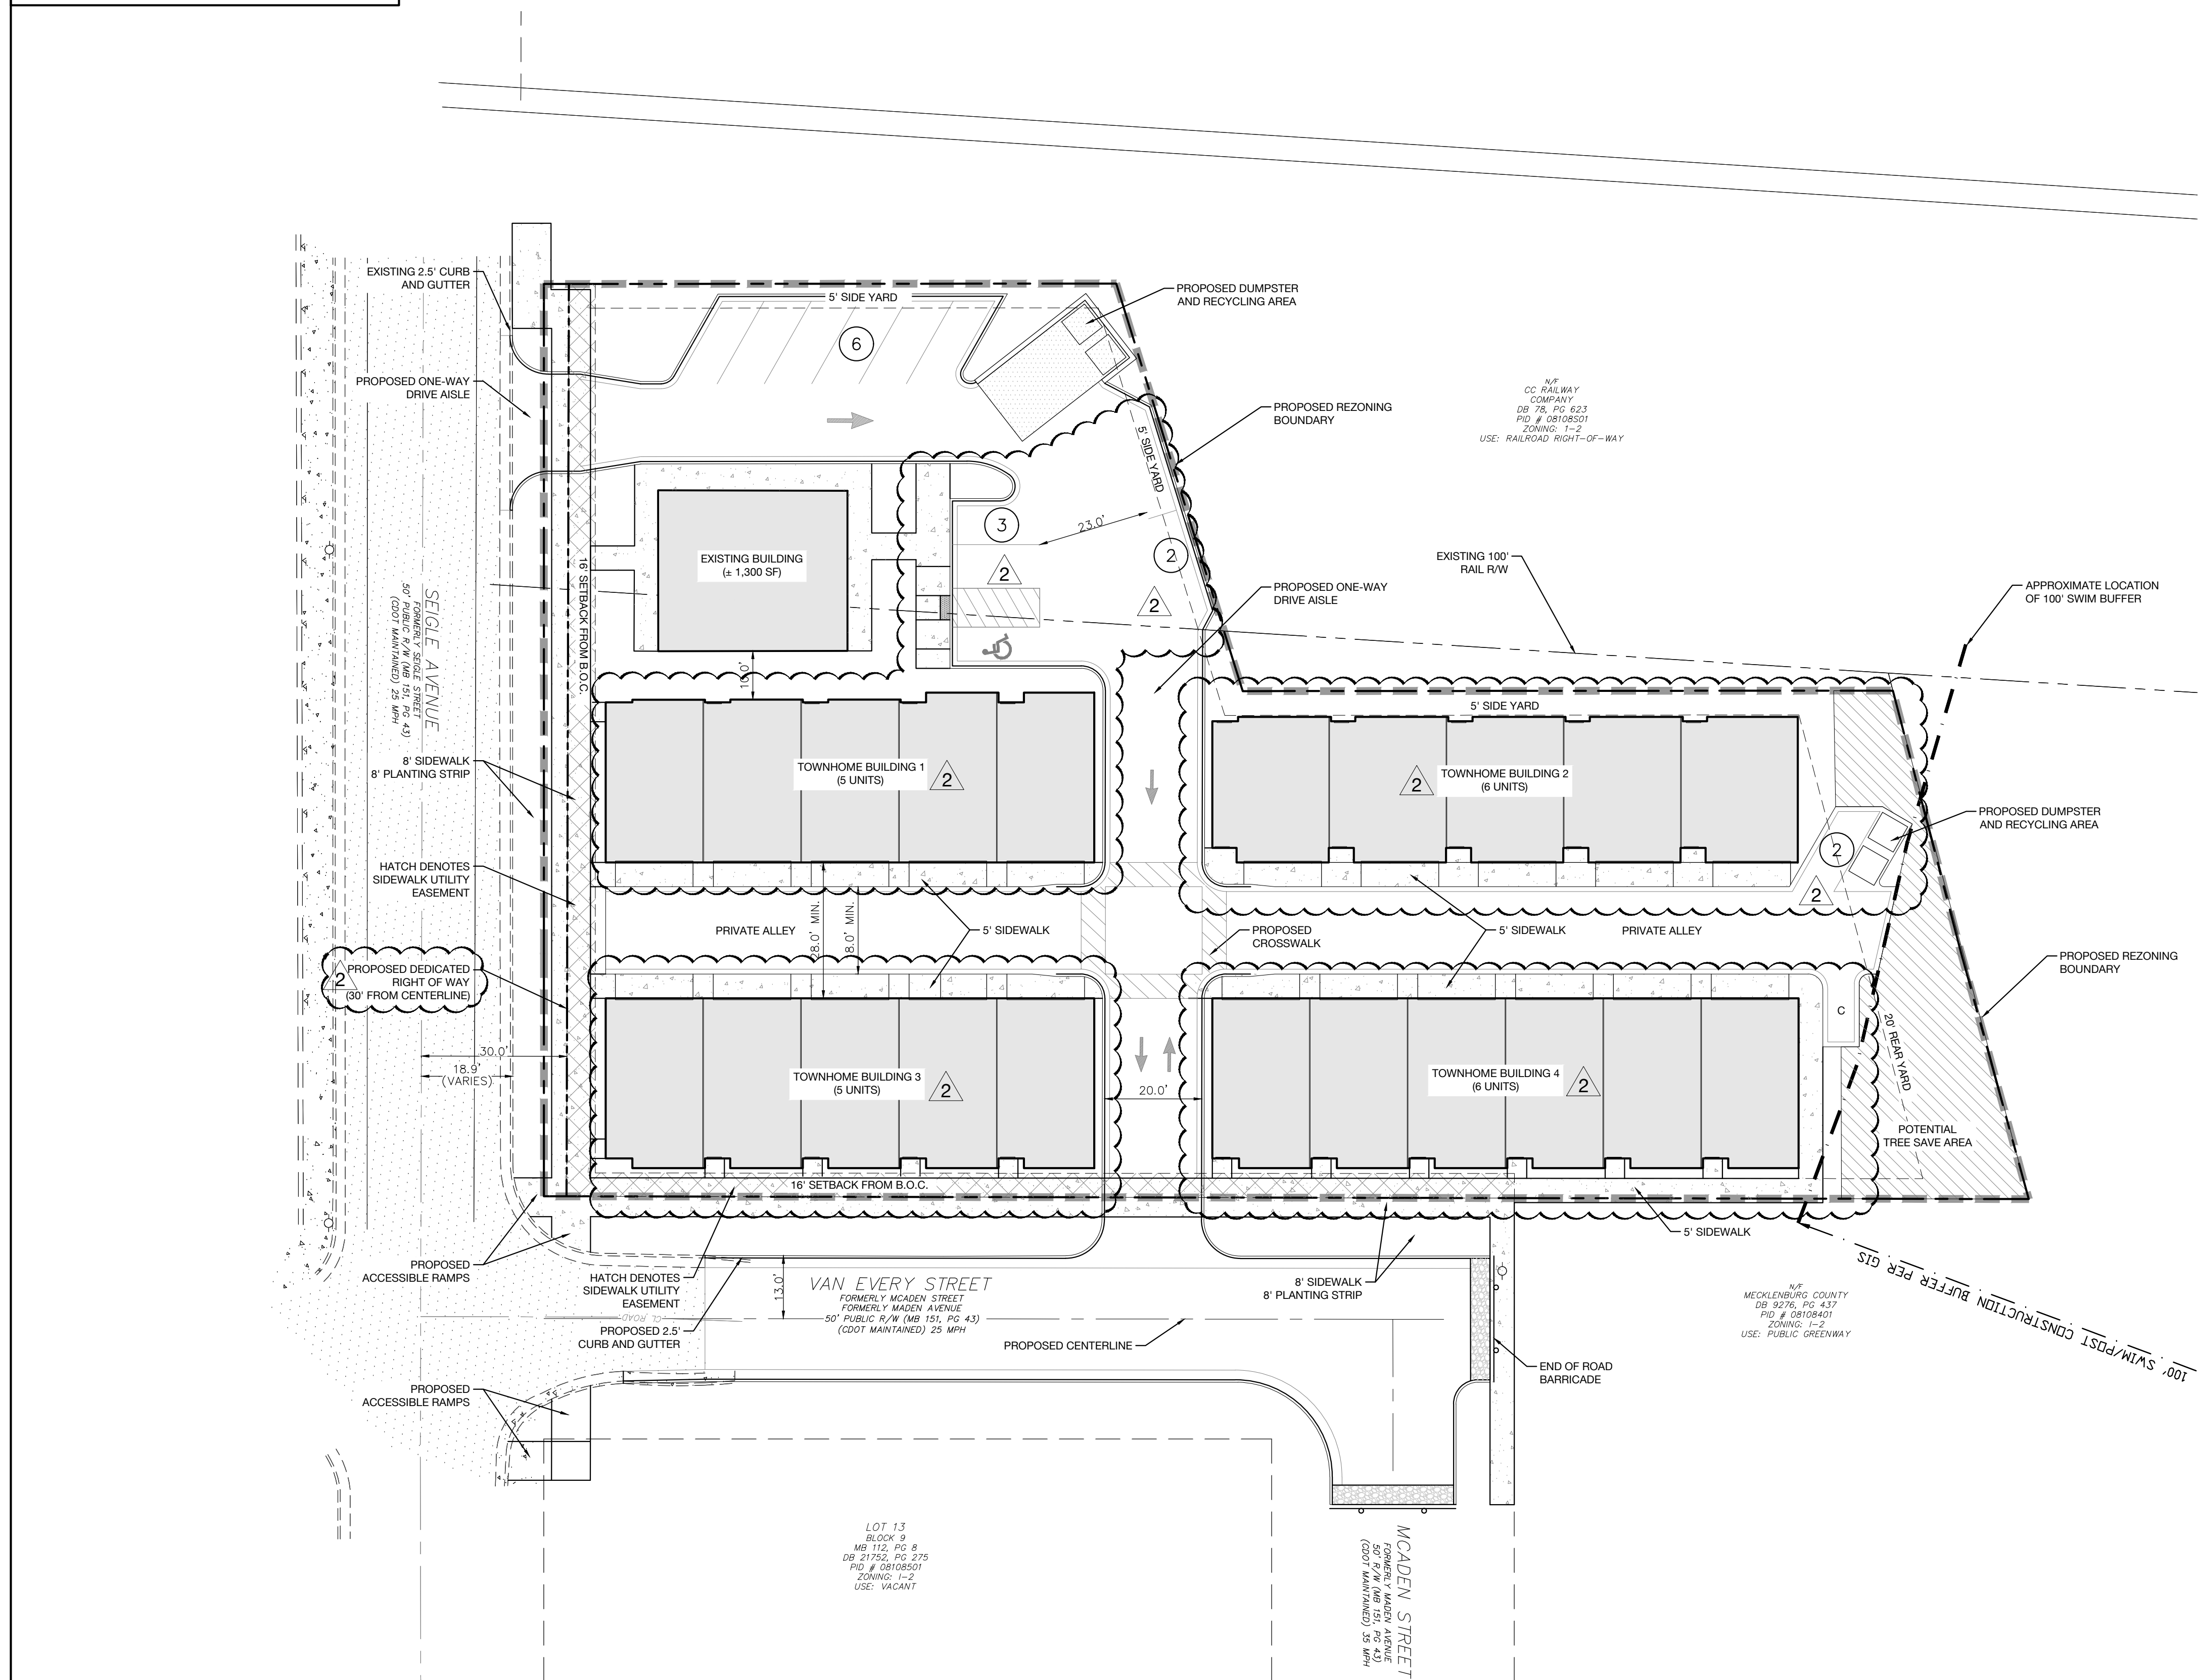 EXISTING 2.5' CURB
AND GUTTER
5' SIDE YARD
PROPOSED DUMPSTER
AND RECYCLING AREA
6
PROPOSED ONE-WAY
DRIVE AISLE
PROPOSED REZONING
BOUNDARY
N/F
CC RAILWAY
COMPANY
DB 78, PG 623
PID # 08108S01
ZONING: 1-2
USE: RAILROAD RIGHT-OF-WAY
5' SIDE YARD
3
23.0'
2
2
2
EXISTING BUILDING
(± 1,300 SF)
16' SETBACK FROM B.O.C.
EXISTING 100'
RAIL R/W
PROPOSED ONE-WAY
DRIVE AISLE
APPROXIMATE LOCATION
OF 100' SWIM BUFFER
SEIGLE AVENUE
FORMERLY SEIGLE STREET
50' PUBLIC R/W (MB 151, PG 43)
(CDOT MAINTAINED) 25 MPH
10.0'
5' SIDE YARD
8' SIDEWALK
8' PLANTING STRIP
TOWNHOME BUILDING 1
(5 UNITS)
2
2
TOWNHOME BUILDING 2
(6 UNITS)
PROPOSED DUMPSTER
AND RECYCLING AREA
2
2
HATCH DENOTES
SIDEWALK UTILITY
EASEMENT
PRIVATE ALLEY
28.0' MIN.
18.0' MIN.
5' SIDEWALK
PROPOSED
CROSSWALK
5' SIDEWALK
PRIVATE ALLEY
PROPOSED REZONING
BOUNDARY
2
PROPOSED DEDICATED
RIGHT OF WAY
(30' FROM CENTERLINE)
C
20' REAR YARD
30.0'
18.9'
(VARIES)
TOWNHOME BUILDING 3
(5 UNITS)
2
20.0'
TOWNHOME BUILDING 4
(6 UNITS)
2
POTENTIAL
TREE SAVE AREA
16' SETBACK FROM B.O.C.
5' SIDEWALK
PROPOSED
ACCESSIBLE RAMPS
HATCH DENOTES
SIDEWALK UTILITY
EASEMENT
13.0'
VAN EVERY STREET
FORMERLY MCADEN STREET
FORMERLY MADEN AVENUE
50' PUBLIC R/W (MB 151, PG 43)
(CDOT MAINTAINED) 25 MPH
8' SIDEWALK
8' PLANTING STRIP
CL ROAD
PROPOSED 2.5'
CURB AND GUTTER
PROPOSED CENTERLINE
N/F
MECKLENBURG COUNTY
DB 9276, PG 437
PID # 08108401
ZONING: I-2
USE: PUBLIC GREENWAY
100' SWIM/POST CONSTRUCTION BUFFER PER GIS
END OF ROAD
BARRICADE
PROPOSED
ACCESSIBLE RAMPS
LOT 13
BLOCK 9
MB 112, PG 8
DB 21752, PG 275
PID # 08108501
ZONING: I-2
USE: VACANT
MCADEN STREET
FORMERLY MADEN AVENUE
50' R/W (MB 151, PG 43)
(CDOT MAINTAINED) 35 MPH